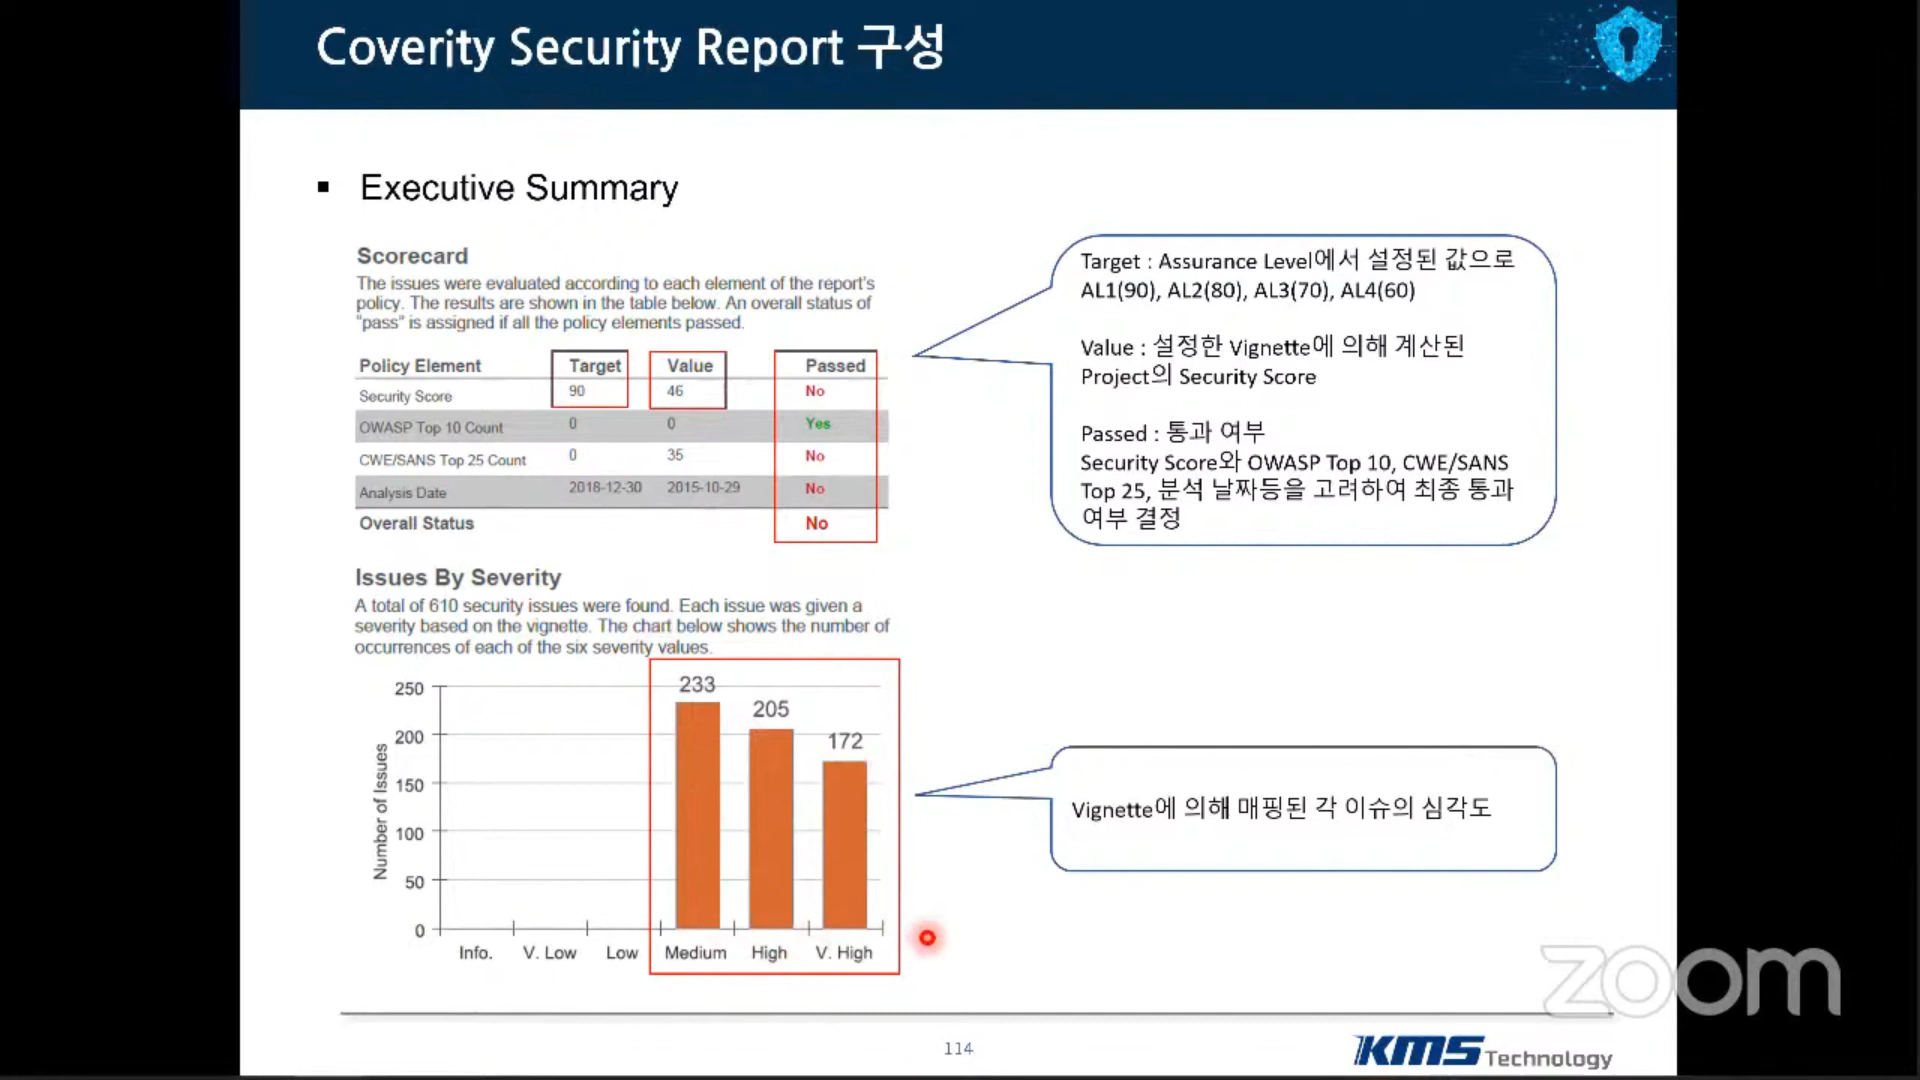 Coverity Security Report 구성
▪ Executive Summary
Scorecard
The issues were evaluated according to each element of the report's
policy. The results are shown in the table below. An overall status of
"pass" is assigned if all the policy elements passed.
Policy Element Target Value Passed
Security Score 90 46 No
OWASP Top 10 Count 0 0 Yes
CWE/SANS Top 25 Count 0 35 No
Analysis Date 2018-12-30 2015-10-29 No
Overall Status No
Target : Assurance Level에서 설정된 값으로
AL1(90), AL2(80), AL3(70), AL4(60)
Value : 설정한 Vignette에 의해 계산된
Project의 Security Score
Passed : 통과 여부
Security Score와 OWASP Top 10, CWE/SANS
Top 25, 분석 날짜등을 고려하여 최종 통과
여부 결정
Issues By Severity
A total of 610 security issues were found. Each issue was given a
severity based on the vignette. The chart below shows the number of
occurrences of each of the six severity values.
Number of Issues
250
200
150
100
50
0
233
205
172
Info. V. Low Low Medium High V. High
Vignette에 의해 매핑된 각 이슈의 심각도
zoom
114
KMS Technology